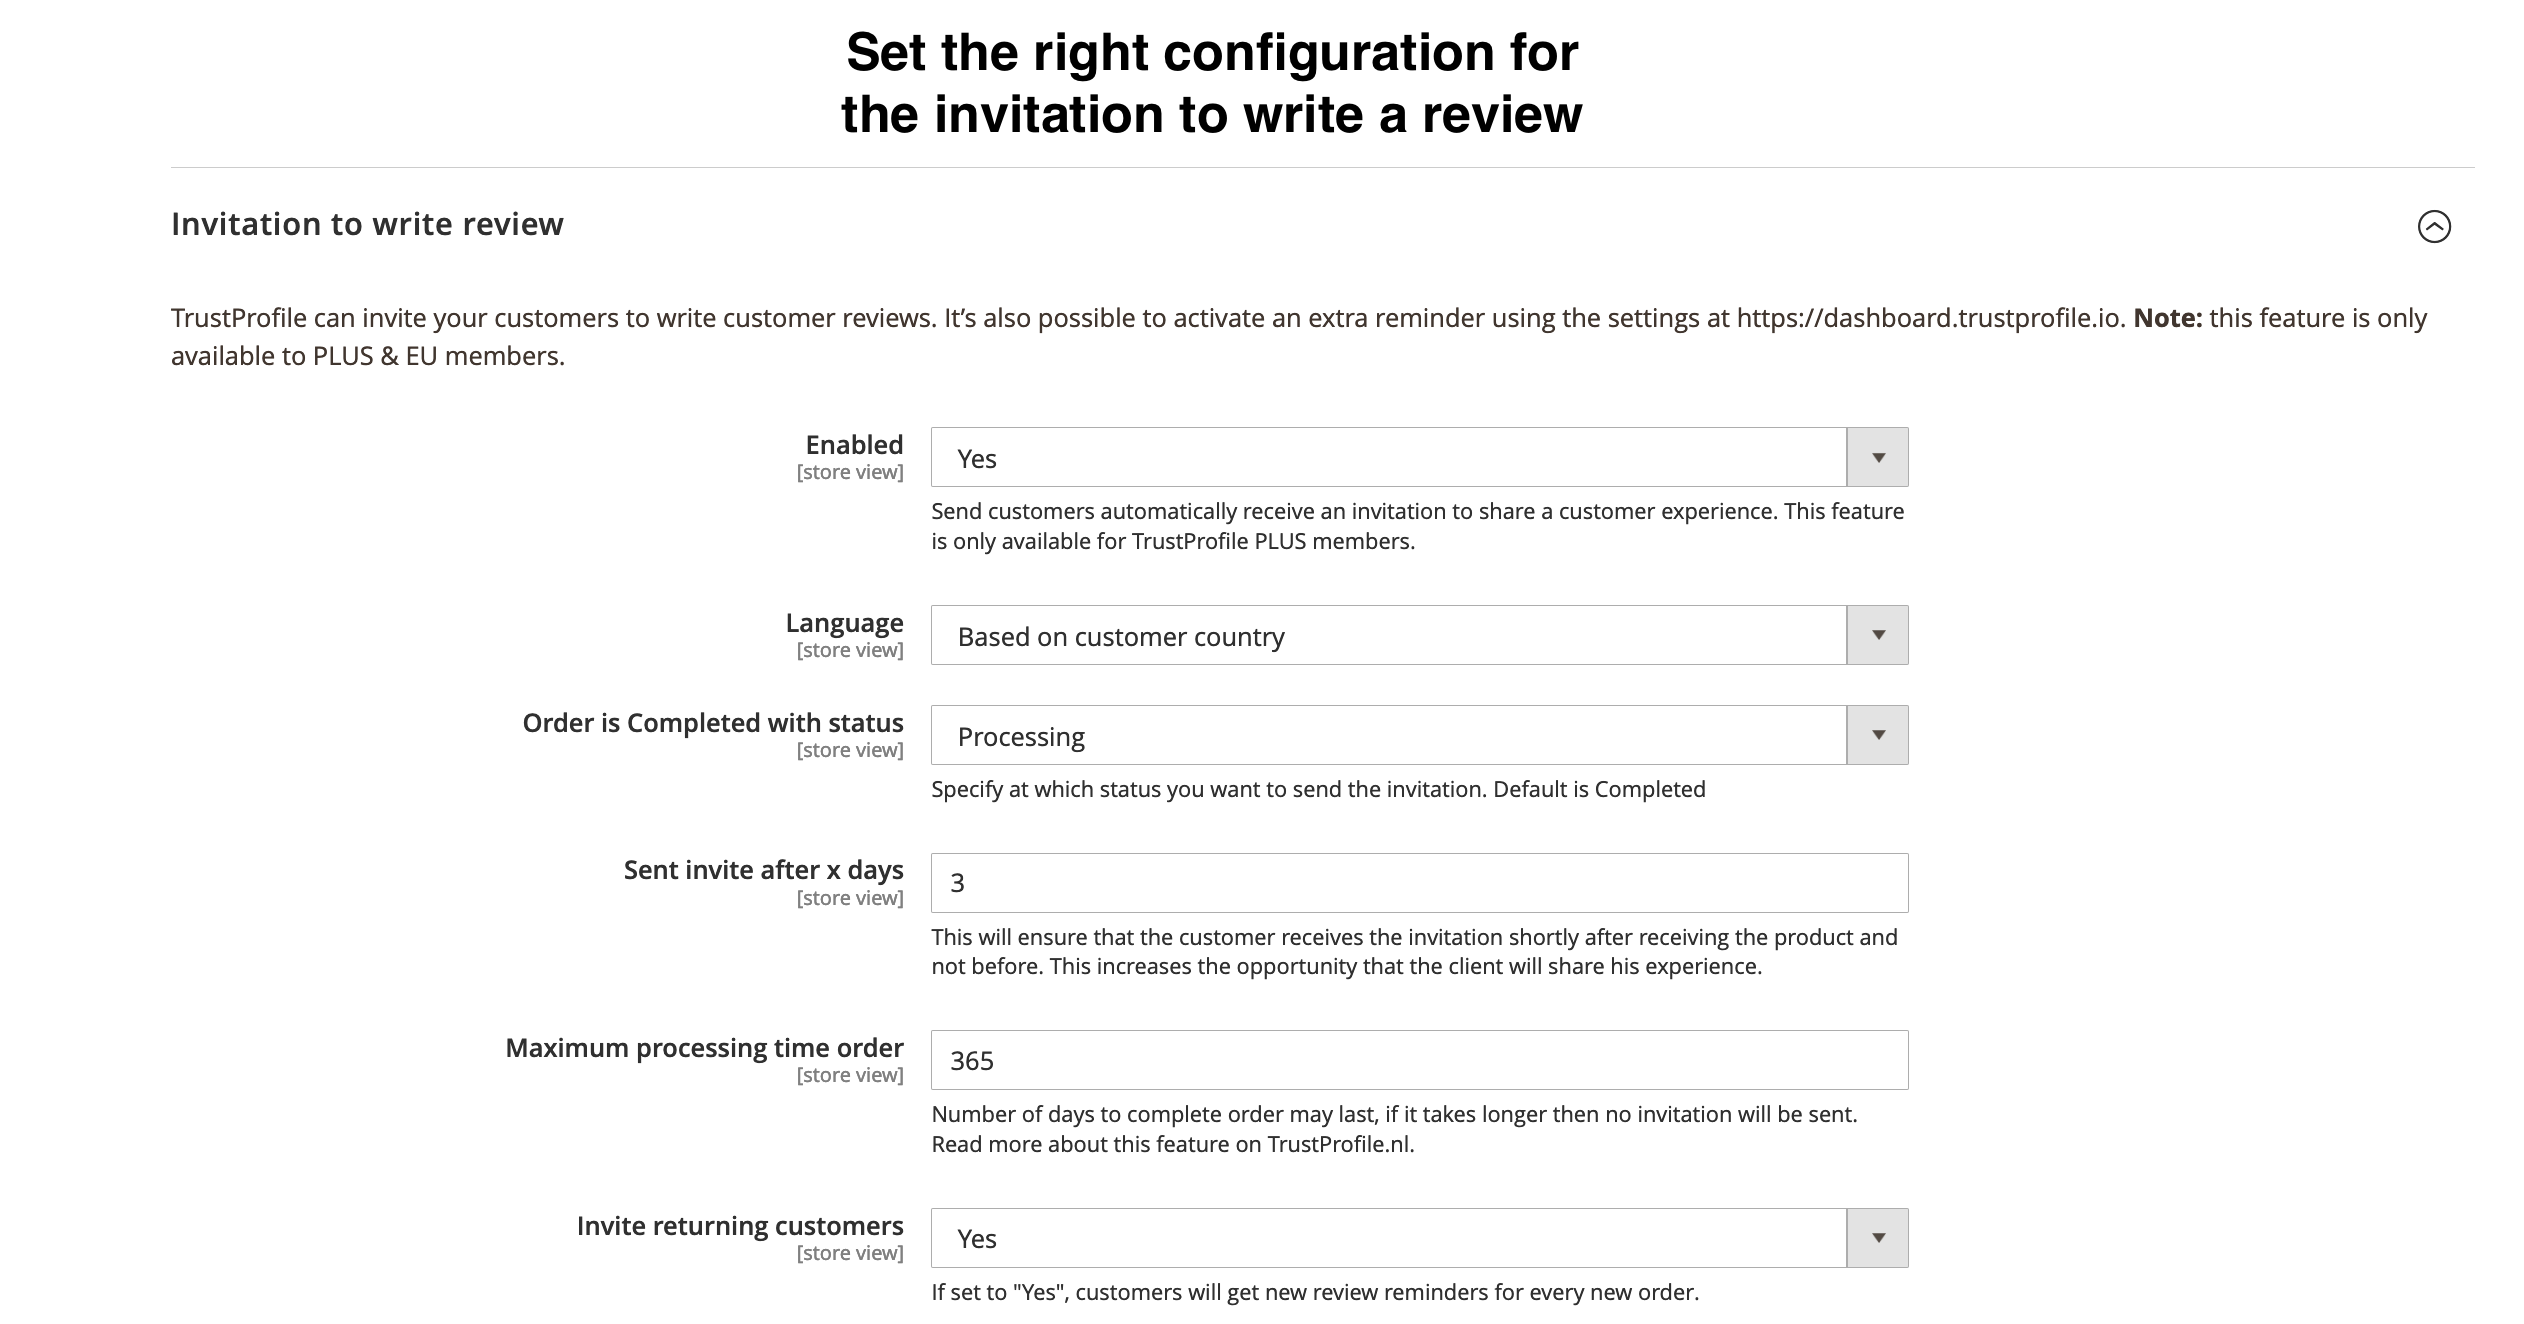 Set the right configuration for
the invitation to write a review
Invitation to write review
TrustProfile can invite your customers to write customer reviews. It's also possible to activate an extra reminder using the settings at https://dashboard.trustprofile.io. Note: this feature is only
available to PLUS & EU members.
Enabled
[store view]
Yes
Send customers automatically receive an invitation to share a customer experience. This feature
is only available for TrustProfile PLUS members.
Language
[store view]
Based on customer country
Order is Completed with status
[store view]
Processing
Specify at which status you want to send the invitation. Default is Completed
Sent invite after x days
[store view]
3
This will ensure that the customer receives the invitation shortly after receiving the product and
not before. This increases the opportunity that the client will share his experience.
Maximum processing time order
[store view]
365
Number of days to complete order may last, if it takes longer then no invitation will be sent.
Read more about this feature on TrustProfile.nl.
Invite returning customers
[store view]
Yes
If set to "Yes", customers will get new review reminders for every new order.